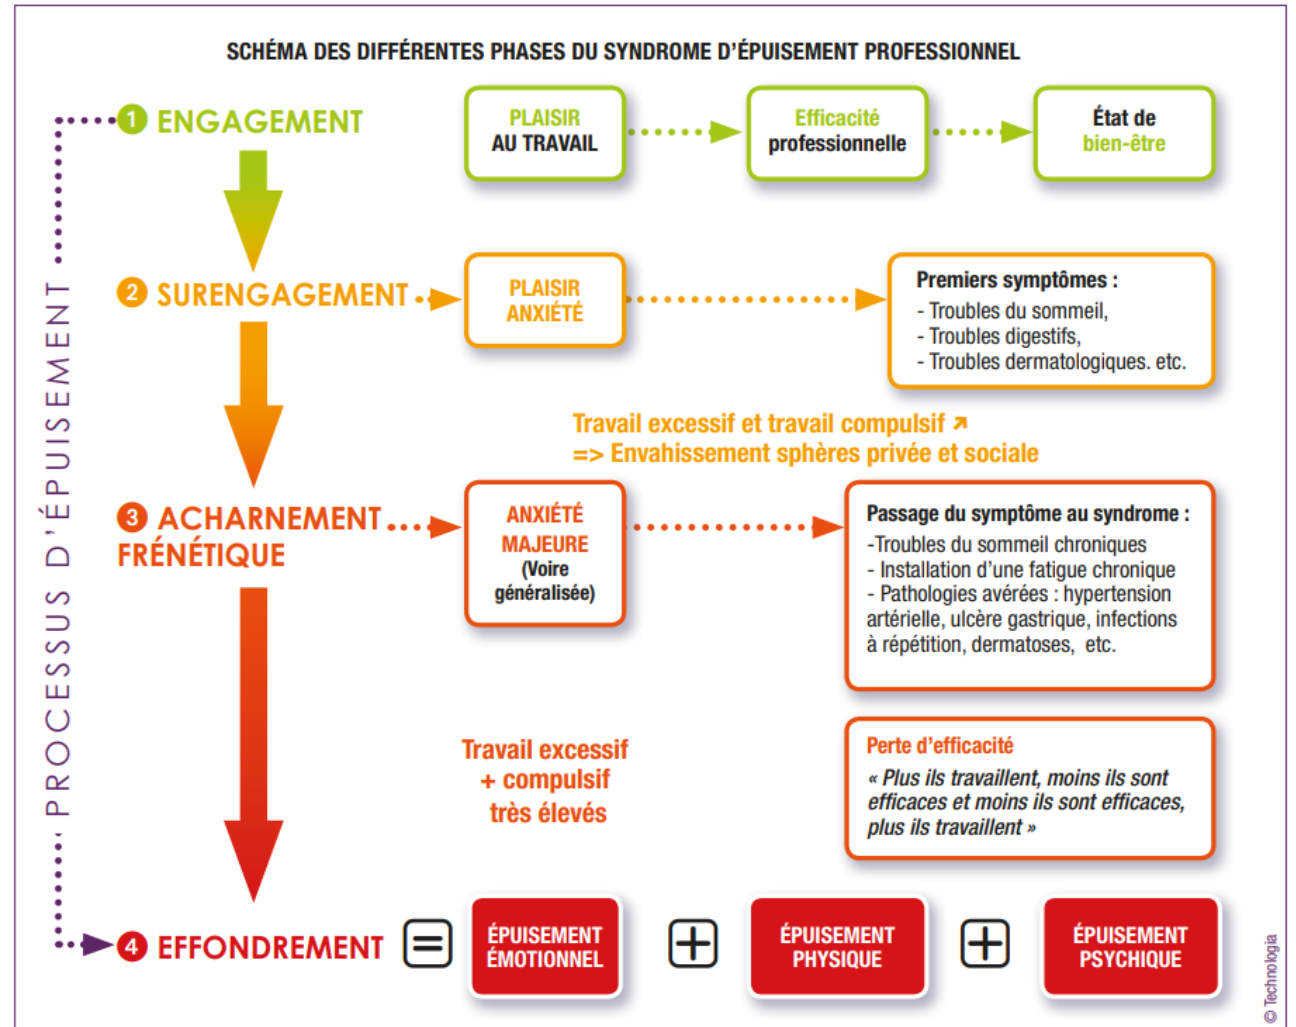 SCHÉMA DES DIFFÉRENTES PHASES DU SYNDROME D'ÉPUISEMENT PROFESSIONNEL
PROCESSUS D'ÉPUISEMENT
1 ENGAGEMENT
PLAISIR
AU TRAVAIL
Efficacité
professionnelle
État de
bien-être
2 SURENGAGEMENT
PLAISIR
ANXIÉTÉ
Premiers symptômes :
- Troubles du sommeil,
- Troubles digestifs,
- Troubles dermatologiques. etc.
Travail excessif et travail compulsif ↗
=> Envahissement sphères privée et sociale
3 ACHARNEMENT
FRÉNÉTIQUE
ANXIÉTÉ
MAJEURE
(Voire
généralisée)
Passage du symptôme au syndrome :
-Troubles du sommeil chroniques
- Installation d'une fatigue chronique
- Pathologies avérées : hypertension
artérielle, ulcère gastrique, infections
à répétition, dermatoses, etc.
Travail excessif
+ compulsif
très élevés
Perte d'efficacité
« Plus ils travaillent, moins ils sont
efficaces et moins ils sont efficaces,
plus ils travaillent »
4 EFFONDREMENT
=
ÉPUISEMENT
ÉMOTIONNEL
+
ÉPUISEMENT
PHYSIQUE
+
ÉPUISEMENT
PSYCHIQUE
© Technologia